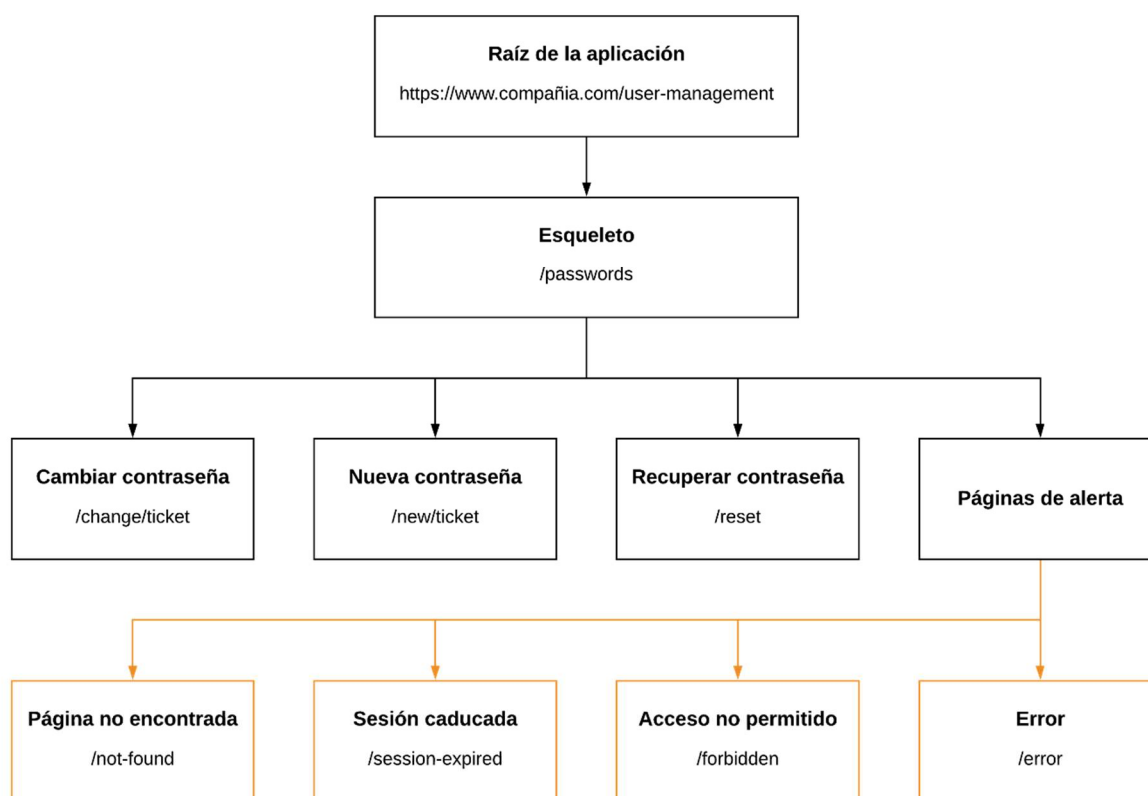 Raíz de la aplicación
https://www.compañia.com/user-management
Esqueleto
/passwords
Cambiar contraseña
/change/ticket
Nueva contraseña
/new/ticket
Recuperar contraseña
/reset
Páginas de alerta
Página no encontrada
/not-found
Sesión caducada
/session-expired
Acceso no permitido
/forbidden
Error
/error